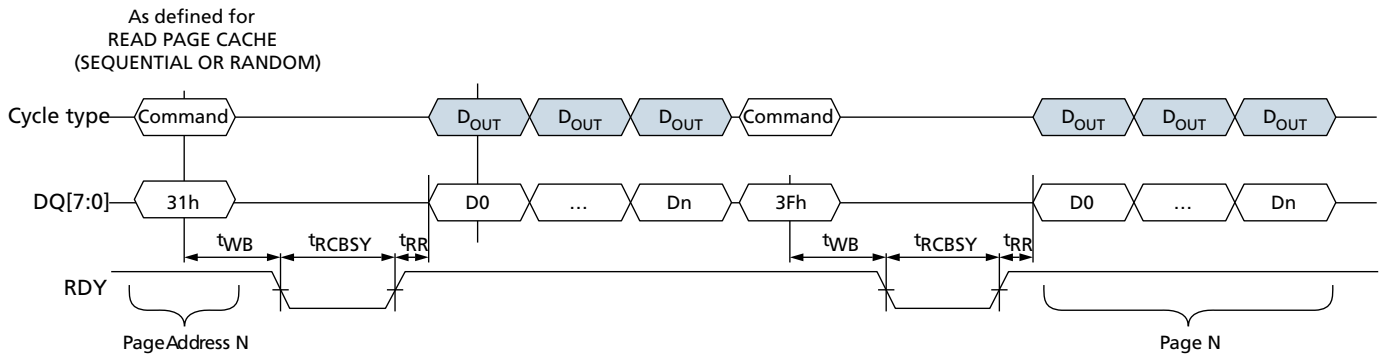 As defined for
READ PAGE CACHE
(SEQUENTIAL OR RANDOM)
Cycle type Command DOUT DOUT DOUT Command DOUT DOUT DOUT
DQ[7:0] 31h D0 ... Dn 3Fh D0 ... Dn
tWB tRCBSY tRR tWB tRCBSY tRR
RDY
Page Address N Page N